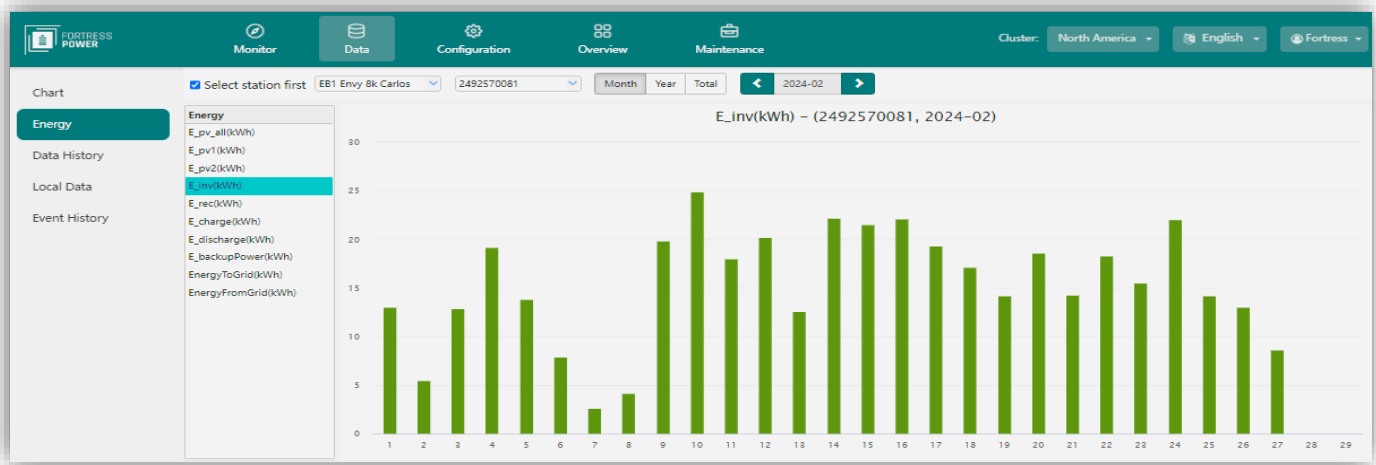 FORTRESS
POWER
Monitor
Data
Configuration
Overview
Maintenance
Cluster:
North America
English
Fortress
Chart
Energy
Data History
Local Data
Event History
Select station first
EB1 Envy 8k Carlos
2492570081
Month
Year
Total
2024-02
Energy
E_pv_all(kWh)
E_pv1(kWh)
E_pv2(kWh)
E_inv(kWh)
E_rec(kWh)
E_charge(kWh)
E_discharge(kWh)
E_backupPower(kWh)
EnergyToGrid(kWh)
EnergyFromGrid(kWh)
E_inv(kWh) - (2492570081, 2024-02)
30
25
20
15
10
5
0
1 2 3 4 5 6 7 8 9 10 11 12 13 14 15 16 17 18 19 20 21 22 23 24 25 26 27 28 29